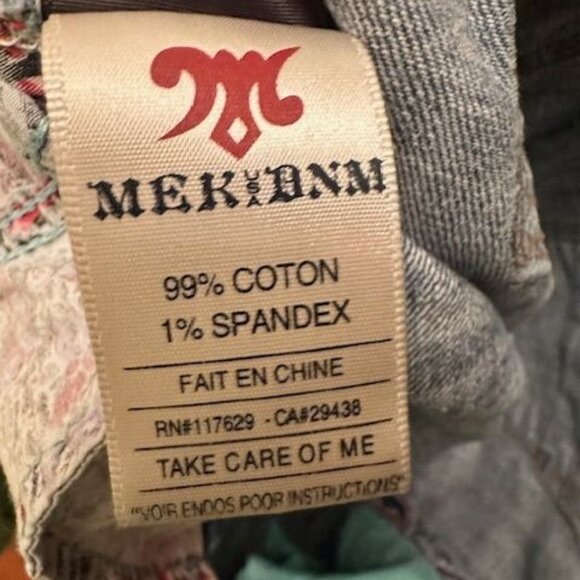 MEK USA DNM
99% COTON
1% SPANDEX
FAIT EN CHINE
RN#117629 - CA#29438
TAKE CARE OF ME
"VOIR ENDOS POOR INSTRUCTIONS"